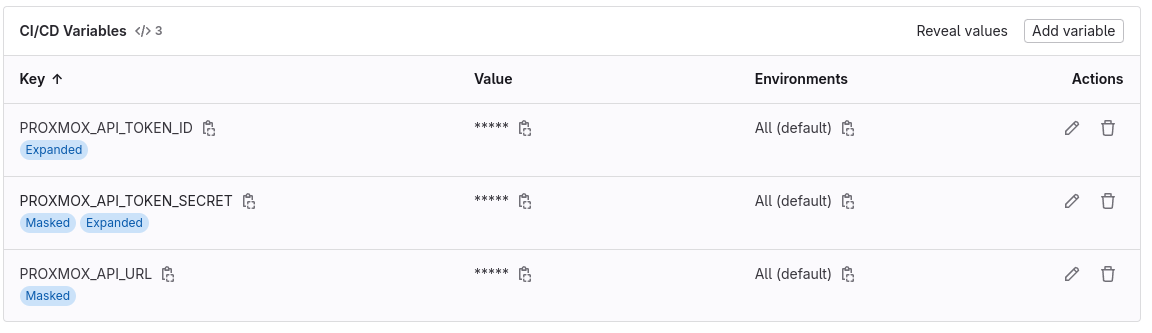 CI/CD Variables </> 3 Reveal values Add variable
Key ↑ Value Environments Actions
PROXMOX_API_TOKEN_ID ***** All (default)
Expanded
PROXMOX_API_TOKEN_SECRET ***** All (default)
Masked Expanded
PROXMOX_API_URL ***** All (default)
Masked